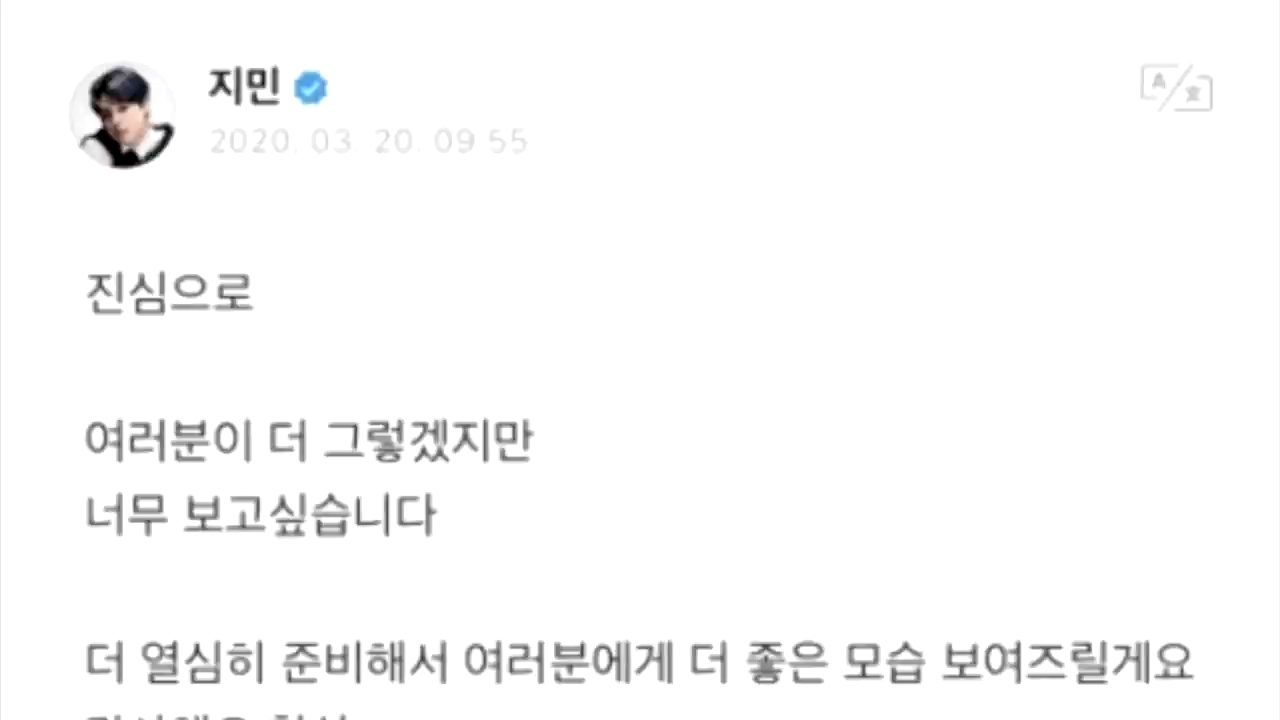 지민
2020. 03. 20. 09:55
진심으로
여러분이 더 그렇겠지만
너무 보고싶습니다
더 열심히 준비해서 여러분에게 더 좋은 모습 보여즈릴게요